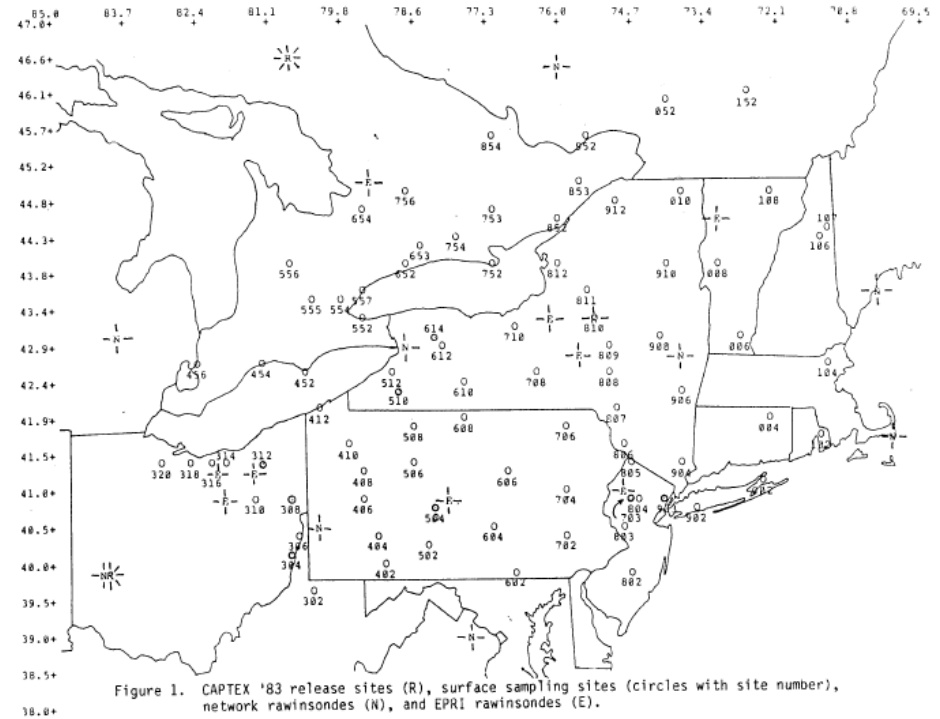 85.0 83.7 82.4 81.1 79.8 78.6 77.3 76.0 74.7 73.4 72.1 70.8 69.5
47.0+
46.6+ R N
46.1+ 052 152
45.7+ 854 952
45.2+ E 756 853
44.8+ 654 753 912 010 E 108
44.3+ 653 754 862 107 106
43.8+ 556 652 752 812 910 008
43.4+ 555 554 557 552 811 N
614 710 E R 810
42.9+ N 612 N E 809 908 N 006
42.4+ 456 454 452 512 510 610 708 808 906 104
41.9+ 412 508 608 706 807 004
41.5+ 320 318 316 314 312 E E 410 506 806 805 904 N
41.0+ E 310 308 408 406 E 606 704 E 804 703
40.5+ N 306 404 504 502 604 702 803 902
40.0+ NR 304 402 602 802
39.5+ 302
39.0+ N
38.5+
Figure 1. CAPTEX '83 release sites (R), surface sampling sites (circles with site number),
network rawinsondes (N), and EPRI rawinsondes (E).
38.0+